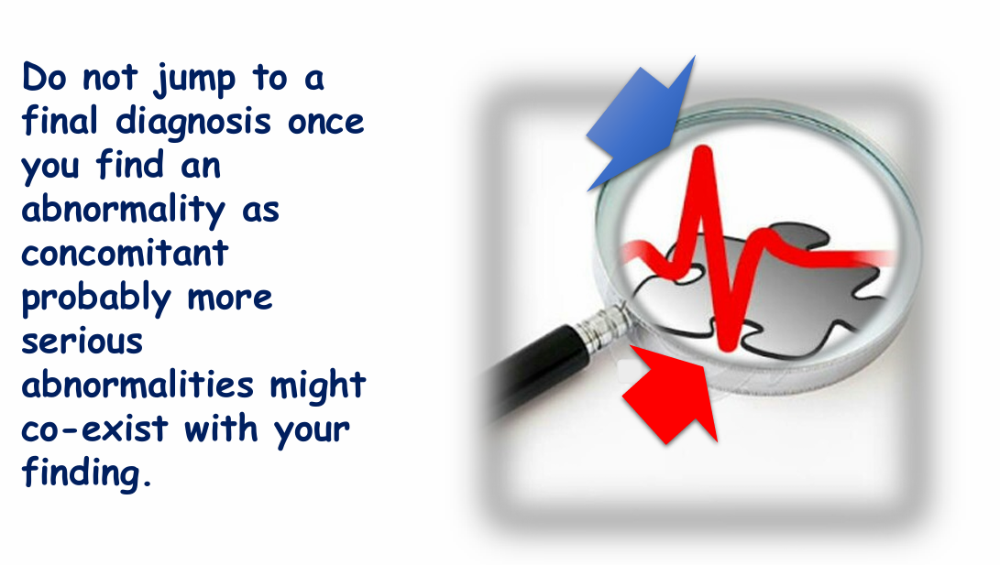 Do not jump to a
final diagnosis once
you find an
abnormality as
concomitant
probably more
serious
abnormalities might
co-exist with your
finding.